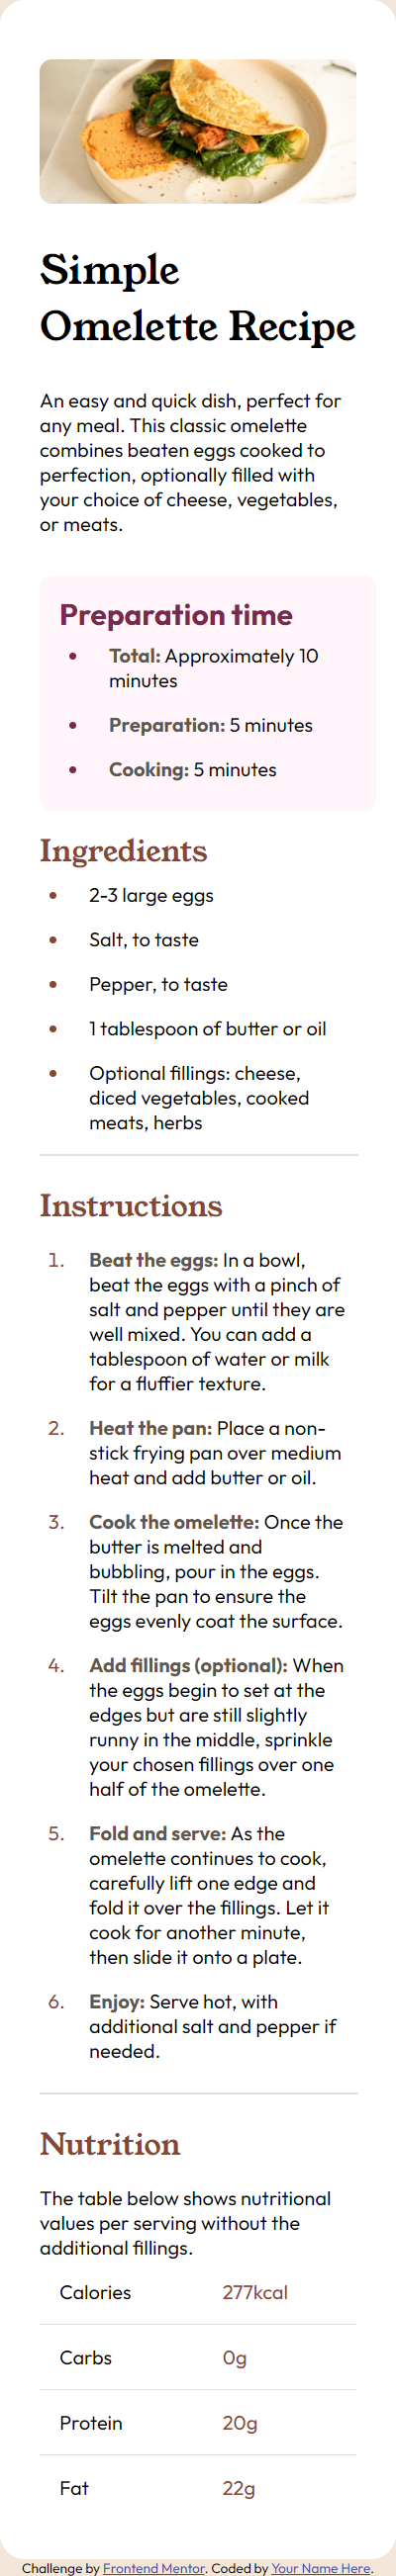 Simple
Omelette Recipe
An easy and quick dish, perfect for
any meal. This classic omelette
combines beaten eggs cooked to
perfection, optionally filled with
your choice of cheese, vegetables,
or meats.
Preparation time
• Total: Approximately 10
minutes
• Preparation: 5 minutes
• Cooking: 5 minutes
Ingredients
• 2-3 large eggs
• Salt, to taste
• Pepper, to taste
• 1 tablespoon of butter or oil
• Optional fillings: cheese,
diced vegetables, cooked
meats, herbs
Instructions
1. Beat the eggs: In a bowl,
beat the eggs with a pinch of
salt and pepper until they are
well mixed. You can add a
tablespoon of water or milk
for a fluffier texture.
2. Heat the pan: Place a non-
stick frying pan over medium
heat and add butter or oil.
3. Cook the omelette: Once the
butter is melted and
bubbling, pour in the eggs.
Tilt the pan to ensure the
eggs evenly coat the surface.
4. Add fillings (optional): When
the eggs begin to set at the
edges but are still slightly
runny in the middle, sprinkle
your chosen fillings over one
half of the omelette.
5. Fold and serve: As the
omelette continues to cook,
carefully lift one edge and
fold it over the fillings. Let it
cook for another minute,
then slide it onto a plate.
6. Enjoy: Serve hot, with
additional salt and pepper if
needed.
Nutrition
The table below shows nutritional
values per serving without the
additional fillings.
Calories 277kcal
Carbs 0g
Protein 20g
Fat 22g
Challenge by Frontend Mentor. Coded by Your Name Here.